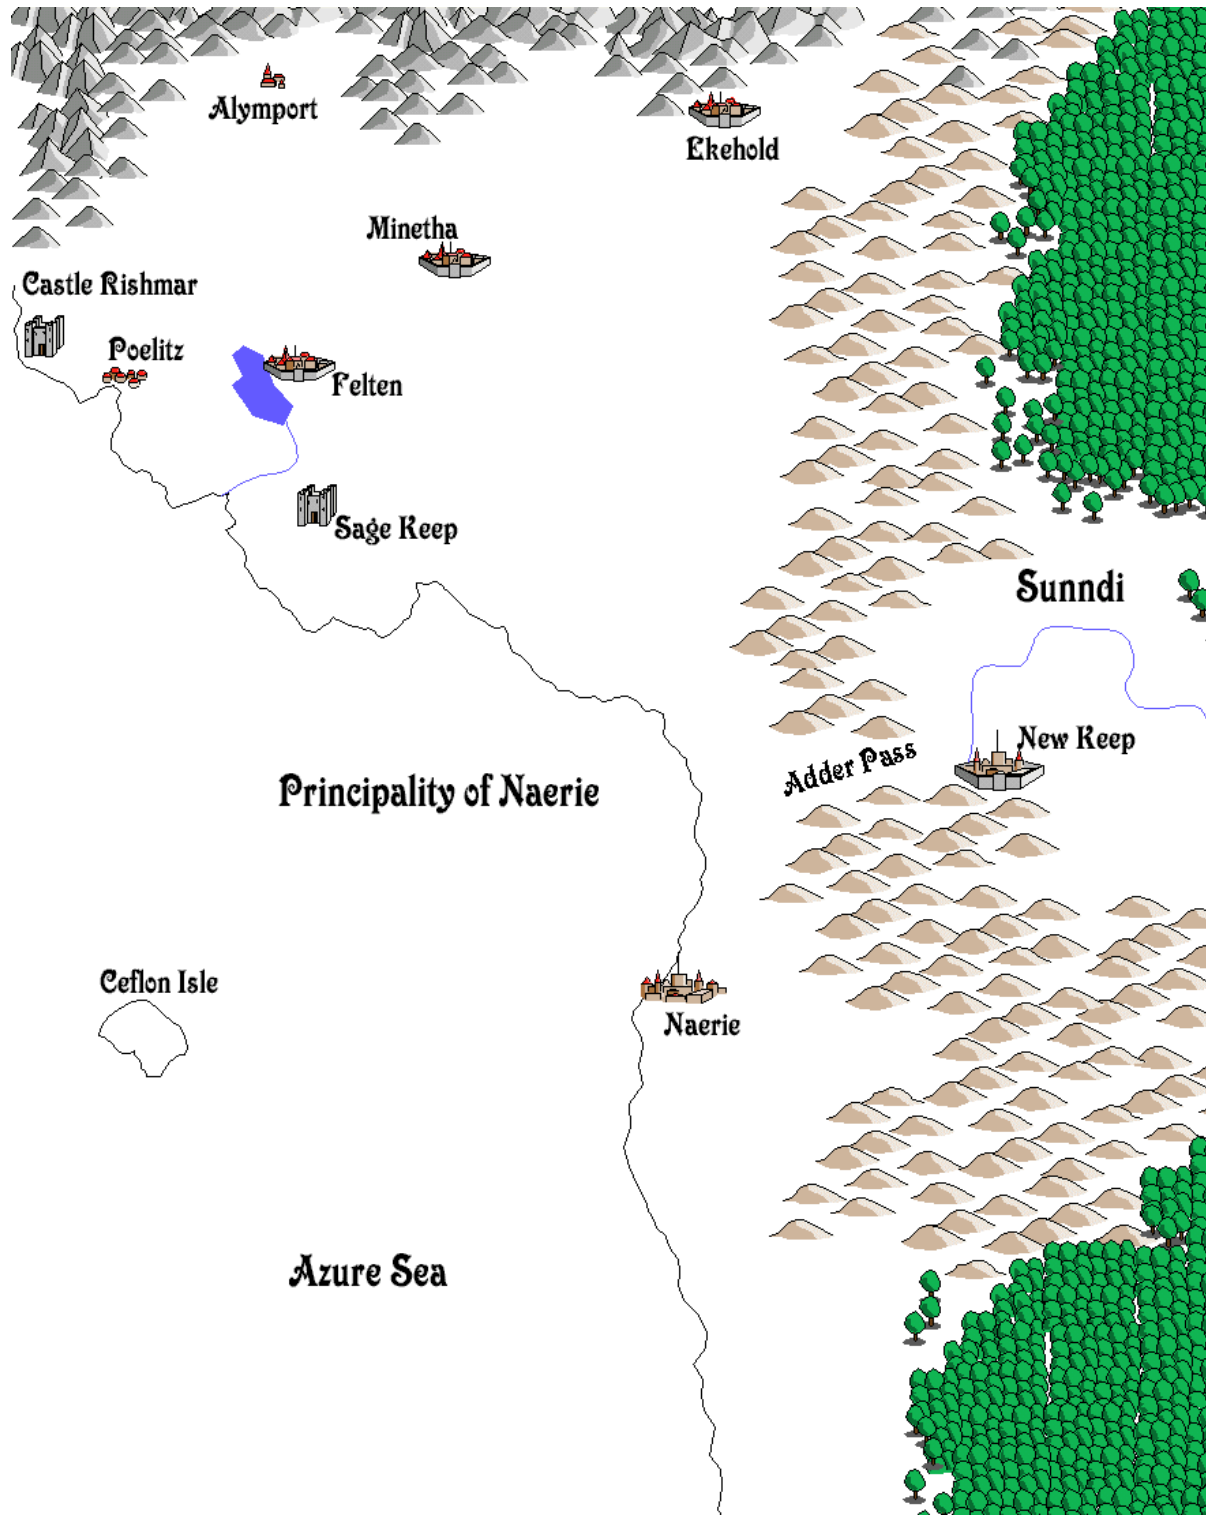 Alymport
Ekehold
Minetha
Castle Rishmar
Poelitz
Felten
Sage Keep
Sunndi
New Keep
Adder Pass
Principality of Naerie
Ceflon Isle
Naerie
Azure Sea